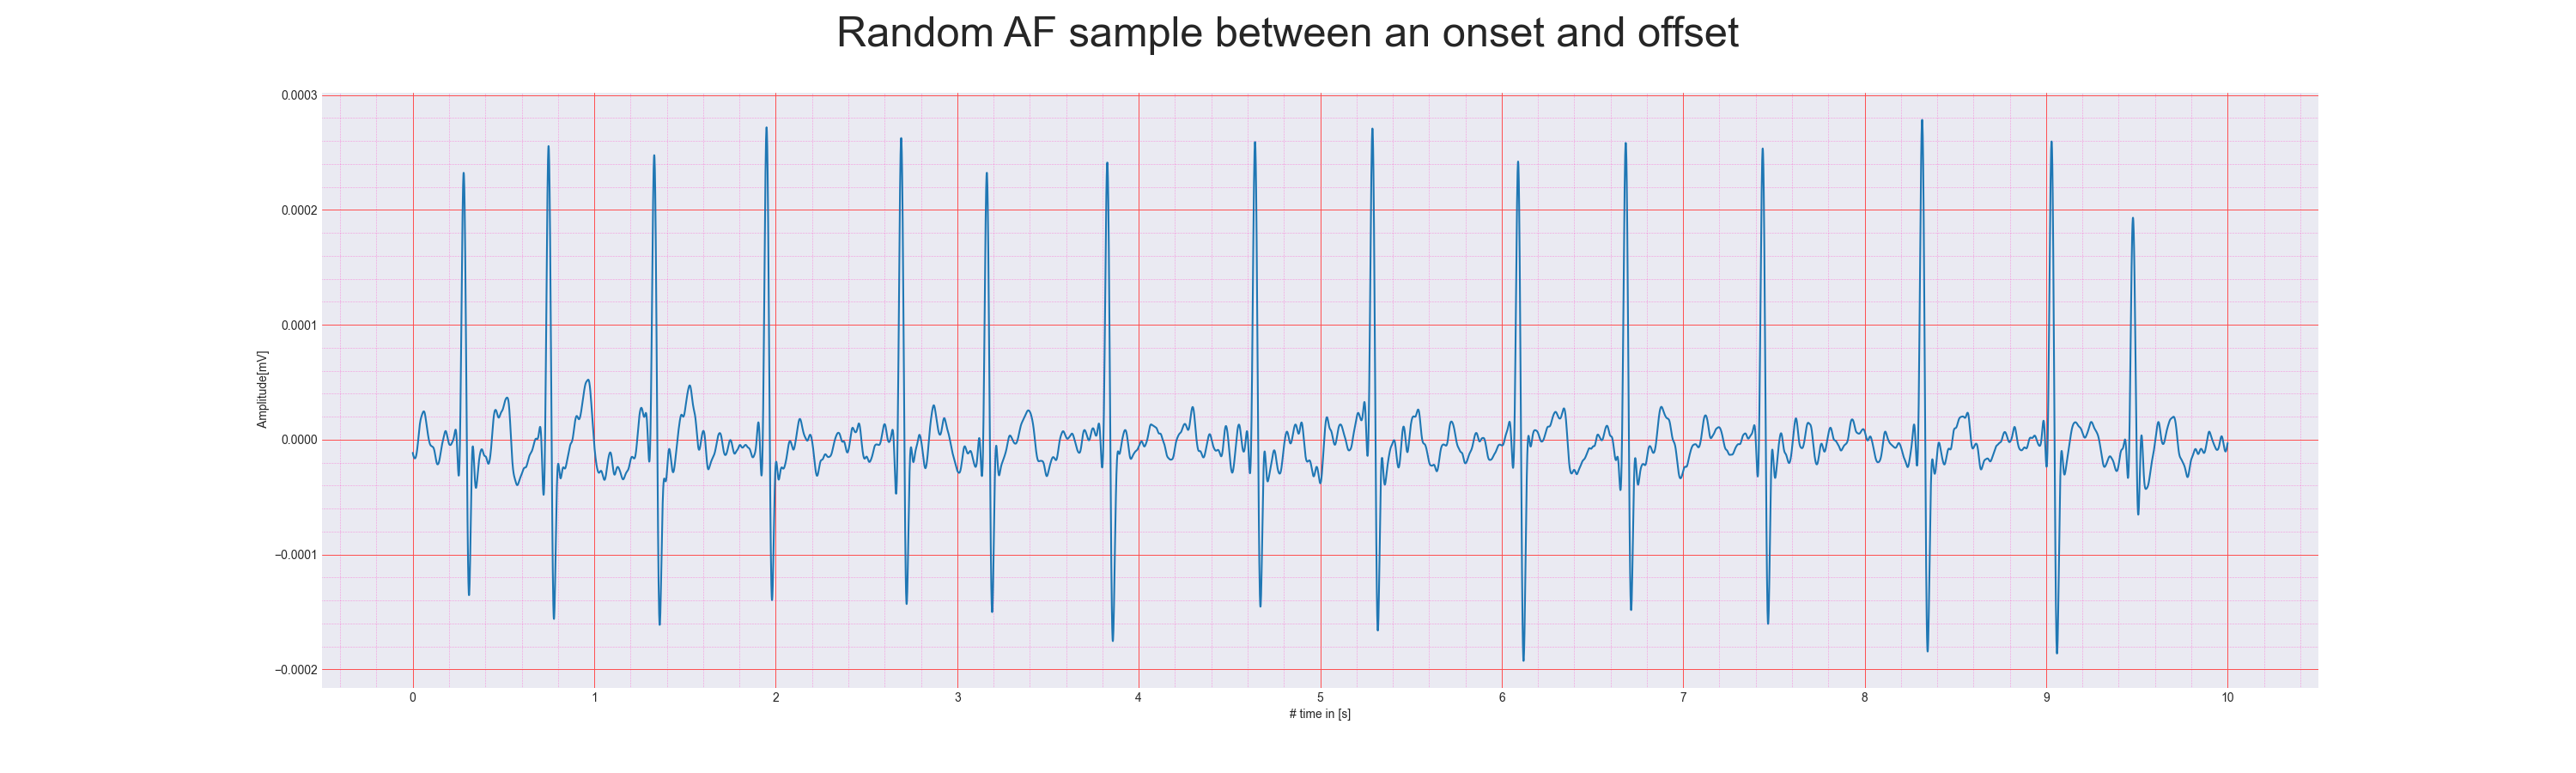 Random AF sample between an onset and offset
0.0003
0.0002
0.0001
0.0000
−0.0001
−0.0002
Amplitude[mV]
0 1 2 3 4 5 6 7 8 9 10
# time in [s]